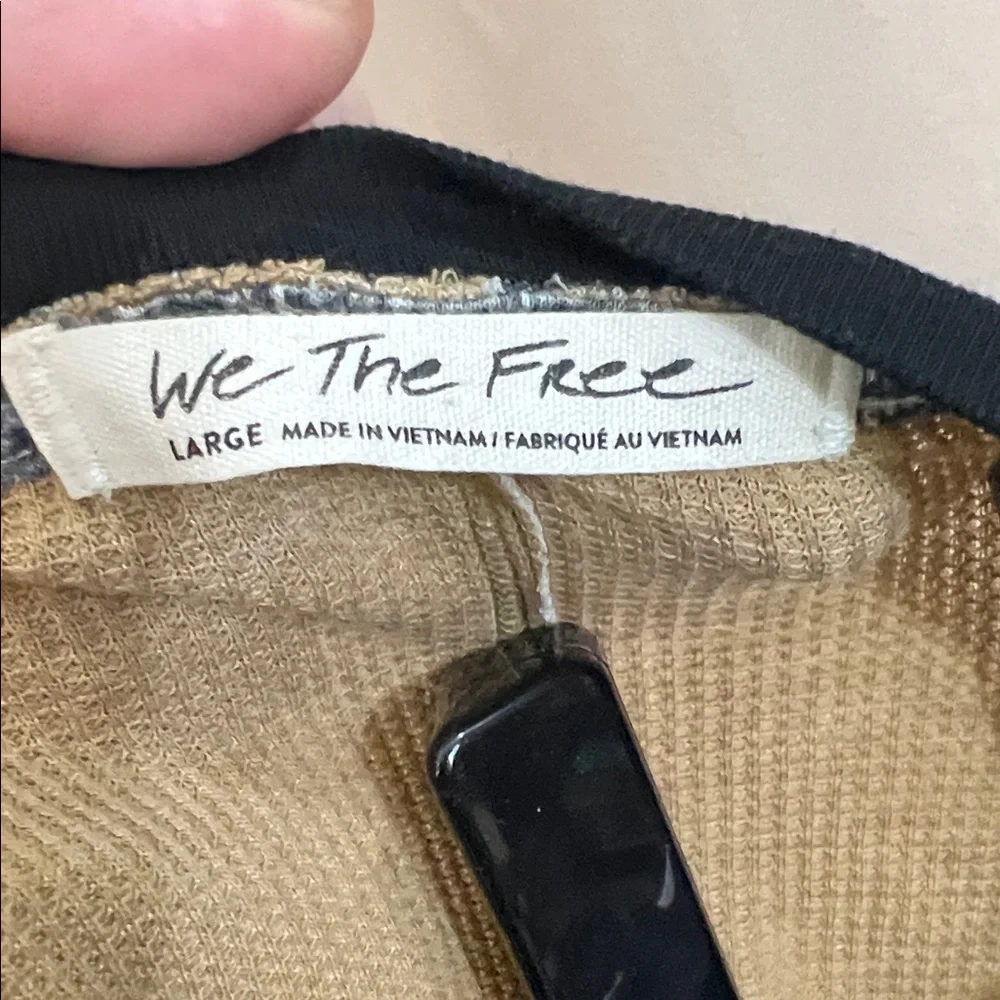 We The Free
LARGE MADE IN VIETNAM / FABRIQUÉ AU VIETNAM